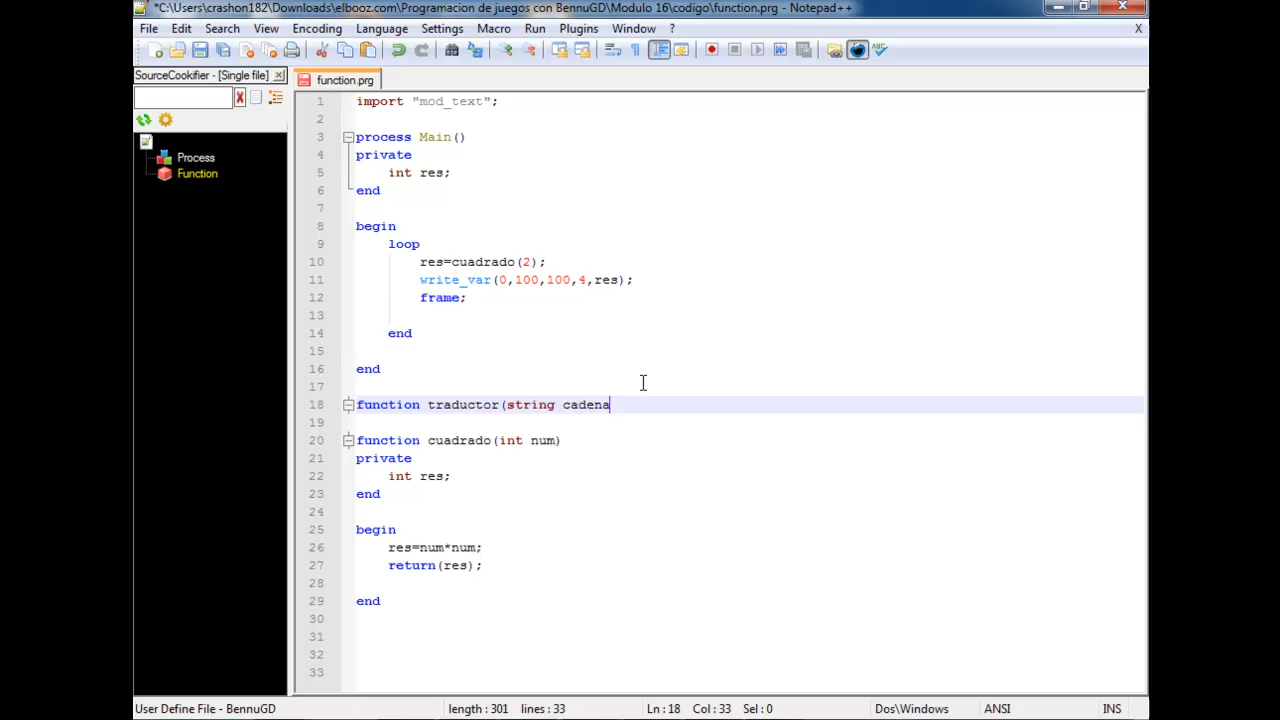 *C:\Users\crashon182\Downloads\elbooz.com\Programacion de juegos con BennuGD\Modulo 16\codigo\function.prg - Notepad++
File Edit Search View Encoding Language Settings Macro Run Plugins Window ? X
SourceCookifier - [Single file]
function.prg
Process
Function
1 import "mod_text";
2
3 process Main()
4 private
5 int res;
6 end
7
8 begin
9 loop
10 res=cuadrado(2);
11 write_var(0,100,100,4,res);
12 frame;
13
14 end
15
16 end
17
18 function traductor(string cadena
19
20 function cuadrado(int num)
21 private
22 int res;
23 end
24
25 begin
26 res=num*num;
27 return(res);
28
29 end
30
31
32
33
User Define File - BennuGD length : 301 lines : 33 Ln : 18 Col : 33 Sel : 0 Dos\Windows ANSI INS